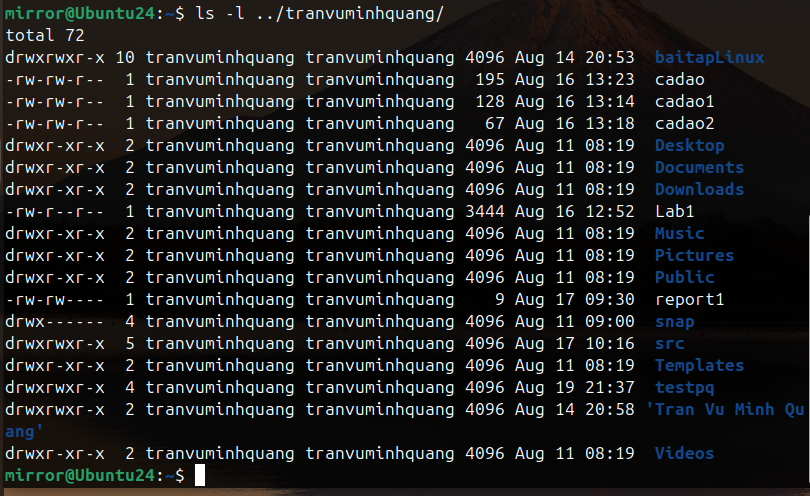 mirror@Ubuntu24:~$ ls -l ../tranvuminhquang/
total 72
drwxrwxr-x 10 tranvuminhquang tranvuminhquang 4096 Aug 14 20:53  baitapLinux
-rw-rw-r--  1 tranvuminhquang tranvuminhquang  195 Aug 16 13:23  cadao
-rw-rw-r--  1 tranvuminhquang tranvuminhquang  128 Aug 16 13:14  cadao1
-rw-rw-r--  1 tranvuminhquang tranvuminhquang   67 Aug 16 13:18  cadao2
drwxr-xr-x  2 tranvuminhquang tranvuminhquang 4096 Aug 11 08:19  Desktop
drwxr-xr-x  2 tranvuminhquang tranvuminhquang 4096 Aug 11 08:19  Documents
drwxr-xr-x  2 tranvuminhquang tranvuminhquang 4096 Aug 11 08:19  Downloads
-rw-r--r--  1 tranvuminhquang tranvuminhquang 3444 Aug 16 12:52  Lab1
drwxr-xr-x  2 tranvuminhquang tranvuminhquang 4096 Aug 11 08:19  Music
drwxr-xr-x  2 tranvuminhquang tranvuminhquang 4096 Aug 11 08:19  Pictures
drwxr-xr-x  2 tranvuminhquang tranvuminhquang 4096 Aug 11 08:19  Public
-rw-rw----  1 tranvuminhquang tranvuminhquang    9 Aug 17 09:30  report1
drwx------  4 tranvuminhquang tranvuminhquang 4096 Aug 11 09:00  snap
drwxrwxr-x  5 tranvuminhquang tranvuminhquang 4096 Aug 17 10:16  src
drwxr-xr-x  2 tranvuminhquang tranvuminhquang 4096 Aug 11 08:19  Templates
drwxrwxr-x  4 tranvuminhquang tranvuminhquang 4096 Aug 19 21:37  testpq
drwxrwxr-x  2 tranvuminhquang tranvuminhquang 4096 Aug 14 20:58 'Tran Vu Minh Qu
ang'
drwxr-xr-x  2 tranvuminhquang tranvuminhquang 4096 Aug 11 08:19  Videos
mirror@Ubuntu24:~$